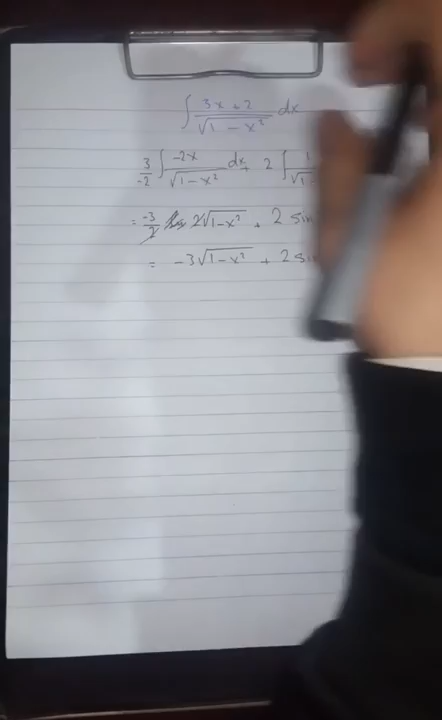 ∫ (3x + 2)/√(1 - x²) dx
3/-2 ∫ -2x/√(1 - x²) dx + 2 ∫ 1/√1
= -3/2 2√(1-x²) + 2 sin
= -3√(1-x²) + 2 sin